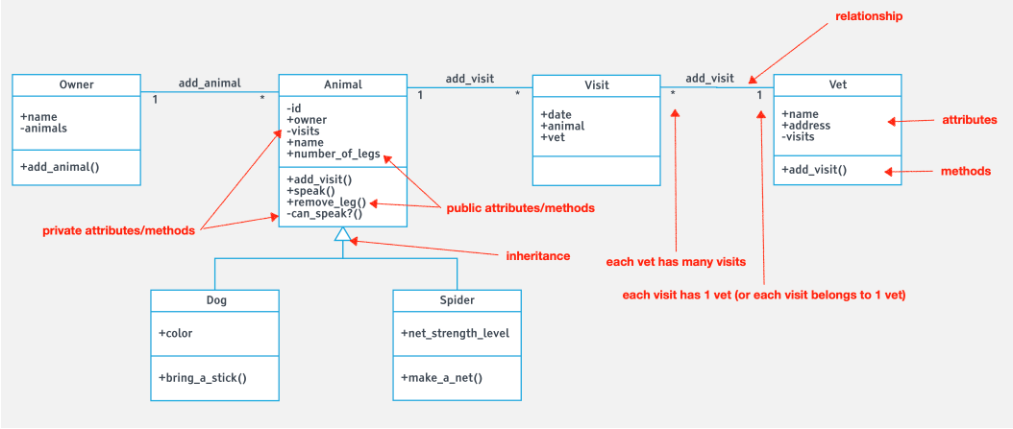 relationship
Owner
add_animal
Animal
add_visit
Visit
add_visit
Vet
1
*
1
*
*
1
+name
-animals
+add_animal()
-id
+owner
-visits
+name
+number_of_legs
+add_visit()
+speak()
+remove_leg()
-can_speak?()
+date
+animal
+vet
+name
+address
-visits
+add_visit()
attributes
methods
private attributes/methods
public attributes/methods
inheritance
each vet has many visits
each visit has 1 vet (or each visit belongs to 1 vet)
Dog
+color
+bring_a_stick()
Spider
+net_strength_level
+make_a_net()